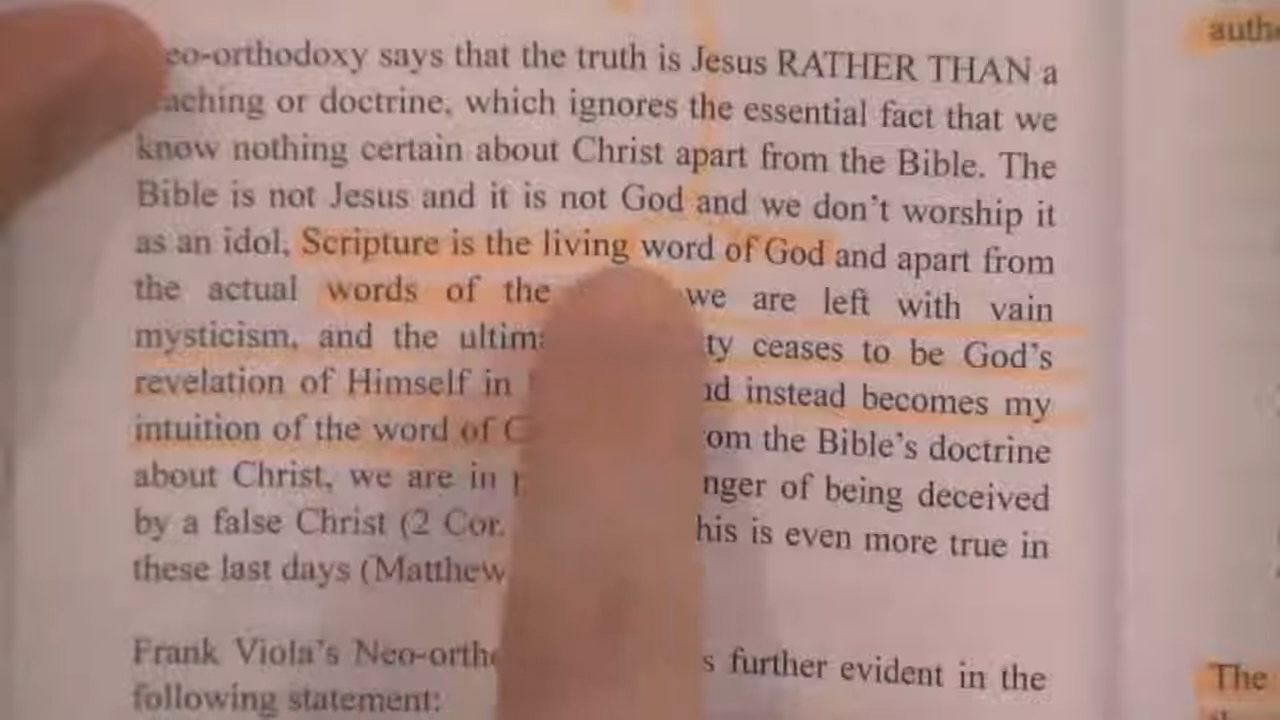 eo-orthodoxy says that the truth is Jesus RATHER THAN a
aching or doctrine, which ignores the essential fact that we
know nothing certain about Christ apart from the Bible. The
Bible is not Jesus and it is not God and we don't worship it
as an idol, Scripture is the living word of God and apart from
the actual words of the we are left with vain
mysticism, and the ultim ty ceases to be God's
revelation of Himself in nd instead becomes my
intuition of the word of om the Bible's doctrine
about Christ, we are in nger of being deceived
by a false Christ (2 Cor. his is even more true in
these last days (Matthew
Frank Viola's Neo-orth s further evident in the
following statement:
auth
The